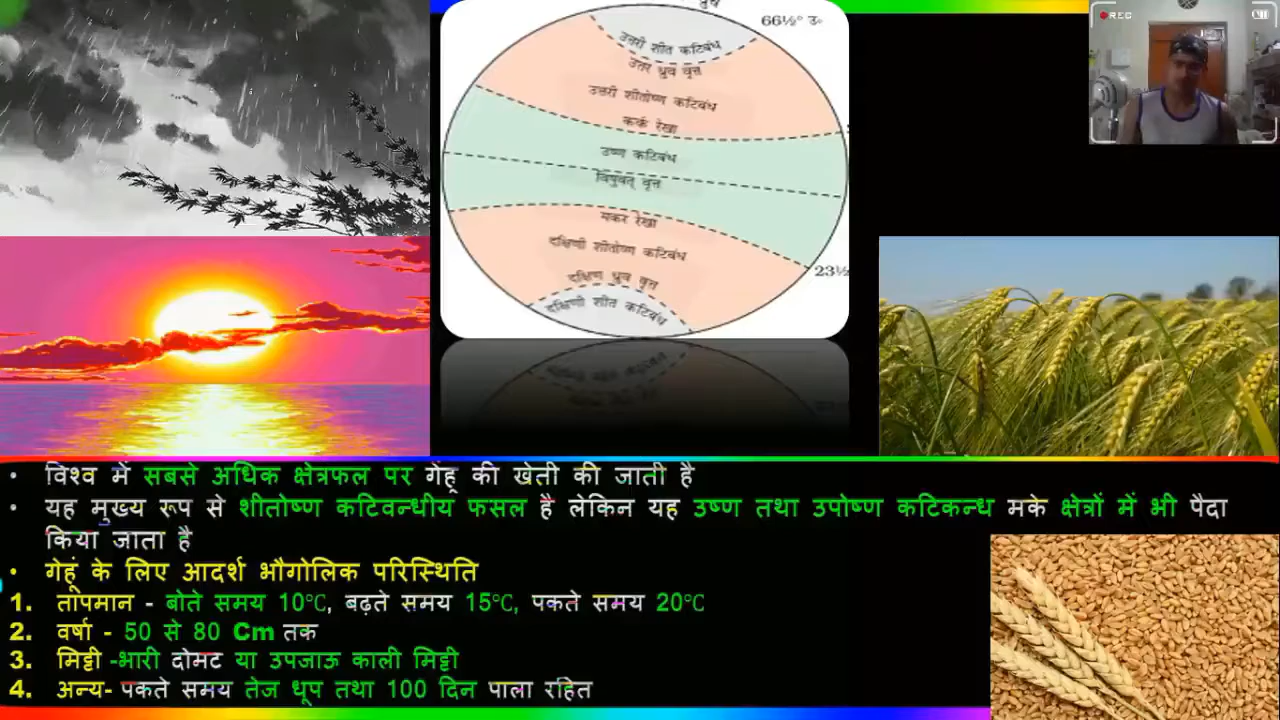 ध्रुव
66½° उ०
REC
उत्तरी शीत कटिबंध
उत्तर ध्रुव वृत्त
उत्तरी शीतोष्ण कटिबंध
कर्क रेखा
उष्ण कटिबंध
विषुवत् वृत्त
मकर रेखा
दक्षिणी शीतोष्ण कटिबंध
23½
दक्षिण ध्रुव वृत्त
दक्षिणी शीत कटिबंध
• विश्व में सबसे अधिक क्षेत्रफल पर गेहू की खेती की जाती है
• यह मुख्य रूप से शीतोष्ण कटिवन्धीय फसल है लेकिन यह उष्ण तथा उपोष्ण कटिकन्ध मके क्षेत्रों में भी पैदा
किया जाता है
• गेहूं के लिए आदर्श भौगोलिक परिस्थिति
1. तापमान - बोते समय 10°C, बढ़ते समय 15°C, पकते समय 20°C
2. वर्षा - 50 से 80 Cm तक
3. मिट्टी -भारी दोमट या उपजाऊ काली मिट्टी
4. अन्य- पकते समय तेज धूप तथा 100 दिन पाला रहित